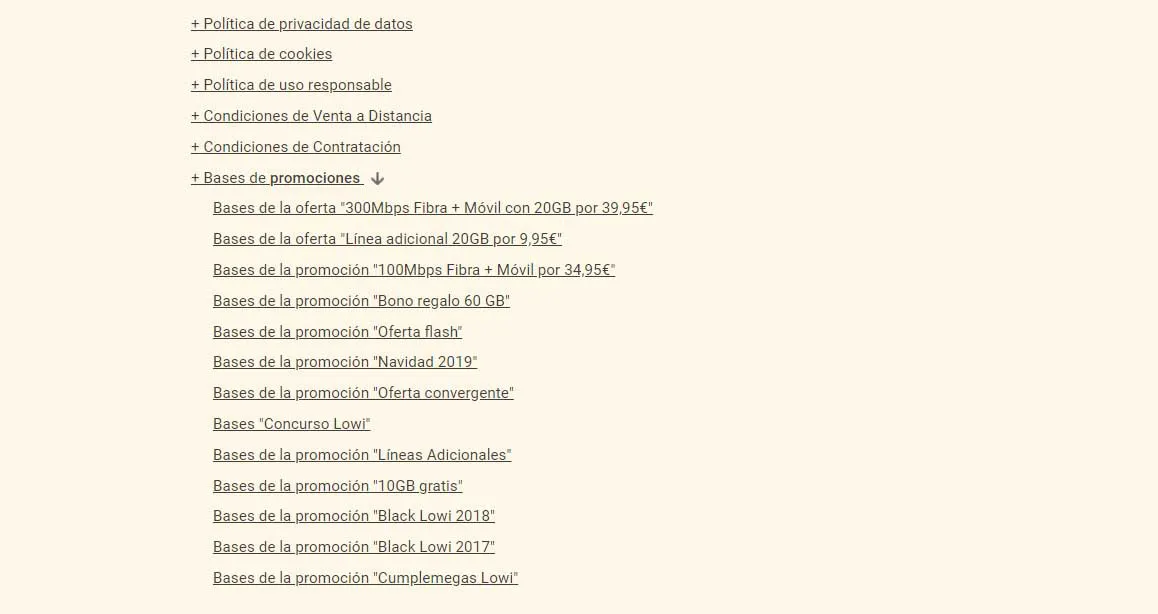 + Política de privacidad de datos
+ Política de cookies
+ Política de uso responsable
+ Condiciones de Venta a Distancia
+ Condiciones de Contratación
+ Bases de promociones ↓
Bases de la oferta "300Mbps Fibra + Móvil con 20GB por 39,95€"
Bases de la oferta "Línea adicional 20GB por 9,95€"
Bases de la promoción "100Mbps Fibra + Móvil por 34,95€"
Bases de la promoción "Bono regalo 60 GB"
Bases de la promoción "Oferta flash"
Bases de la promoción "Navidad 2019"
Bases de la promoción "Oferta convergente"
Bases "Concurso Lowi"
Bases de la promoción "Líneas Adicionales"
Bases de la promoción "10GB gratis"
Bases de la promoción "Black Lowi 2018"
Bases de la promoción "Black Lowi 2017"
Bases de la promoción "Cumplemegas Lowi"